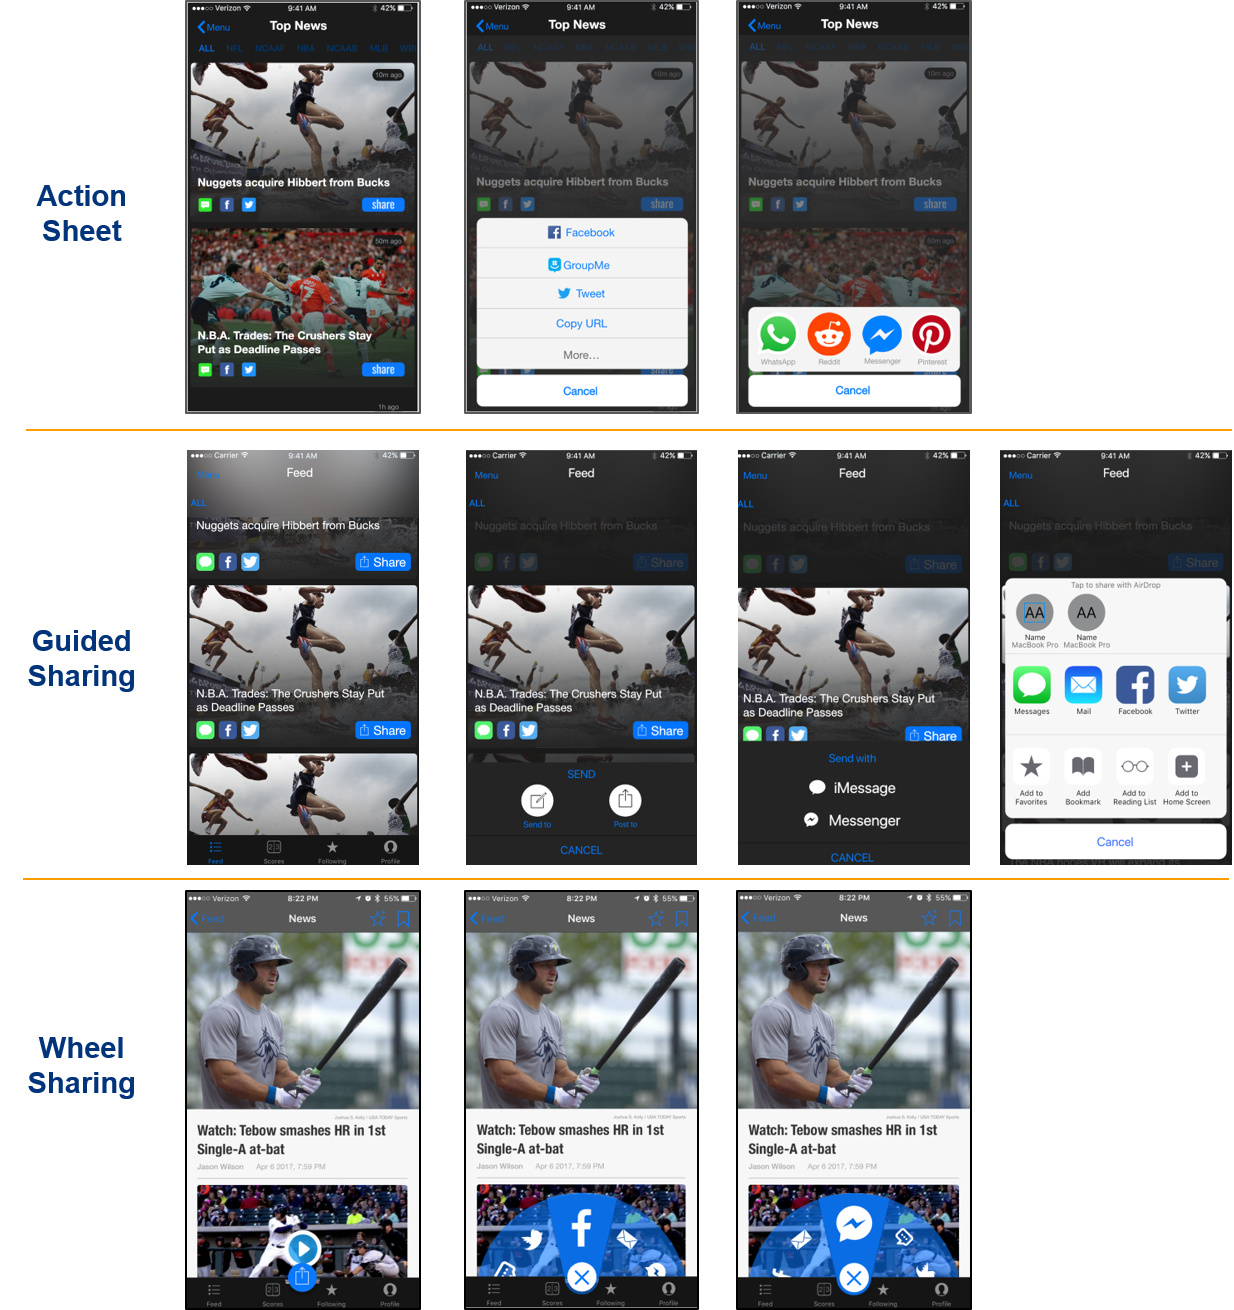 Action
Sheet
●●●○○ Verizon 9:41 AM 42%
Menu Top News
ALL NFL NCAAF NBA NCAAB MLB
10m ago
Nuggets acquire Hibbert from Bucks
share
50m ago
N.B.A. Trades: The Crushers Stay
Put as Deadline Passes
share
1h ago
●●●○○ Verizon 9:41 AM 42%
Menu Top News
ALL NFL NCAAF NBA NCAAB MLB
10m ago
Nuggets acquire Hibbert from Bucks
share
Facebook
GroupMe
Tweet
Copy URL
More...
share
Cancel
●●●○○ Verizon 9:41 AM 42%
Menu Top News
ALL NFL NCAAF NBA NCAAB MLB
10m ago
Nuggets acquire Hibbert from Bucks
share
50m ago
WhatsApp Reddit Messenger Pinterest
Cancel
Guided
Sharing
●●●○○ Carrier 9:41 AM 42%
Menu Feed
ALL
Nuggets acquire Hibbert from Bucks
Share
N.B.A. Trades: The Crushers Stay Put
as Deadline Passes
Share
Feed Scores Following Profile
●●●○○ Carrier 9:41 AM 42%
Menu Feed
ALL
Nuggets acquire Hibbert from Bucks
Share
N.B.A. Trades: The Crushers Stay Put
as Deadline Passes
Share
SEND
Send to Post to
CANCEL
●●●○○ Carrier 9:41 AM 42%
Menu Feed
ALL
Nuggets acquire Hibbert from Bucks
Share
N.B.A. Trades: The Crushers Stay Put
as Deadline Passes
Share
Send with
iMessage
Messenger
CANCEL
●●●○○ Carrier 9:41 AM 42%
Menu Feed
ALL
Nuggets acquire Hibbert from Bucks
Share
Tap to share with AirDrop
AA AA
Name Name
MacBook Pro MacBook Pro
Messages Mail Facebook Twitter
Add to Add Add to Add to
Favorites Bookmark Reading List Home Screen
Cancel
Wheel
Sharing
●●●○○ Verizon 8:22 PM 55%
Feed News
Joshua S. Kelly / USA TODAY Sports
Watch: Tebow smashes HR in 1st
Single-A at-bat
Jason Wilson Apr 6 2017, 7:59 PM
Feed Scores Following Profile
●●●○○ Verizon 8:22 PM 55%
Feed News
Joshua S. Kelly / USA TODAY Sports
Watch: Tebow smashes HR in 1st
Single-A at-bat
Jason Wilson Apr 6 2017, 7:59 PM
Feed Scores Following Profile
●●●○○ Verizon 8:22 PM 55%
Feed News
Joshua S. Kelly / USA TODAY Sports
Watch: Tebow smashes HR in 1st
Single-A at-bat
Jason Wilson Apr 6 2017, 7:59 PM
Feed Scores Following Profile